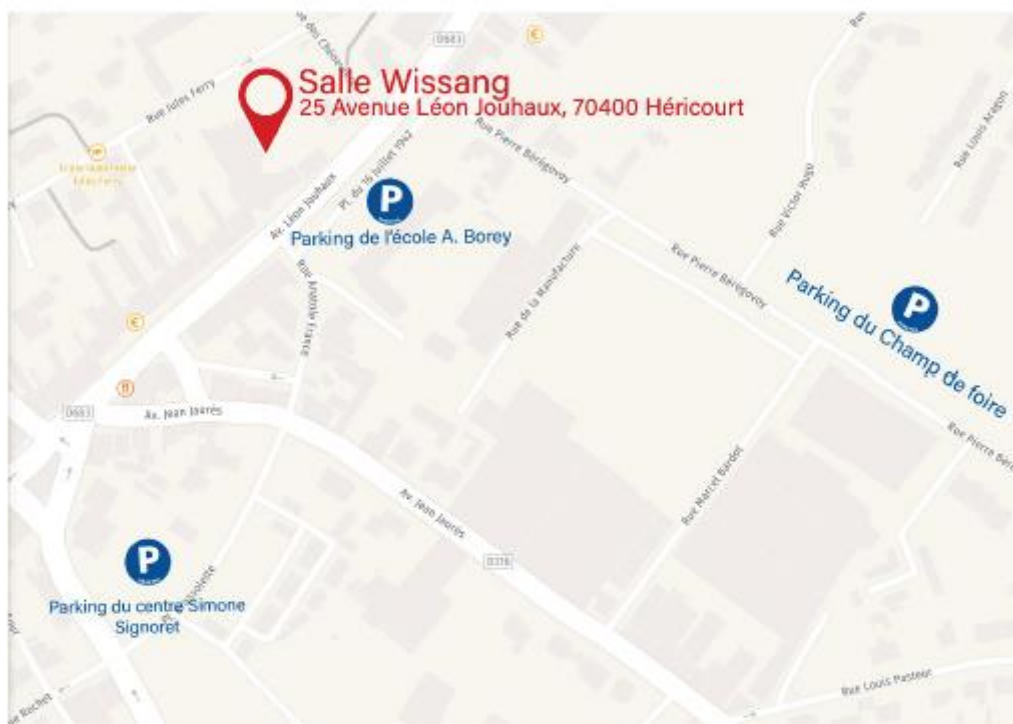 D683
€
Rue Jules Ferry
Salle Wissang
25 Avenue Léon Jouhaux, 70400 Héricourt
Av. Léon Jouhaux
Pl. du 16 Juillet 1942
P
Parking de l'école A. Borey
Rue Pierre Bérégovoy
Rue Louis Aragon
Rue Victor Hugo
Rue Pierre Bérégovoy
Rue de la Manufacture
Rue Anatole France
P
Parking du Champ de foire
€
D683
Av. Jean Jaurès
Rue Pierre Bére
Rue Marcel Bardot
Av. Jean Jaurès
D316
P
Parking du centre Simone
Signoret
Rue Louis Pasteur
Rochet